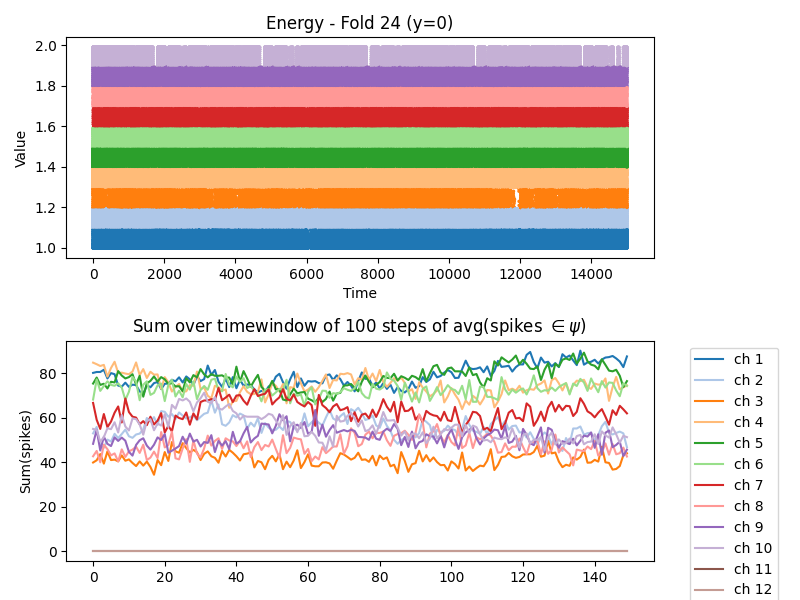 Energy - Fold 24 (y=0)
2.0
1.8
1.6
1.4
1.2
1.0
Value
0 2000 4000 6000 8000 10000 12000 14000
Time
Sum over timewindow of 100 steps of avg(spikes ∈ψ)
80
60
40
20
0
Sum(spikes)
0 20 40 60 80 100 120 140
ch 1
ch 2
ch 3
ch 4
ch 5
ch 6
ch 7
ch 8
ch 9
ch 10
ch 11
ch 12